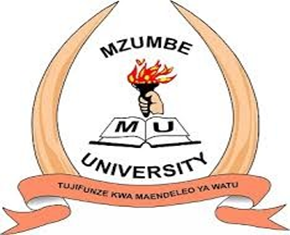 MZUMBE
M U
UNIVERSITY
TUJIFUNZE KWA MAENDELEO YA WATU